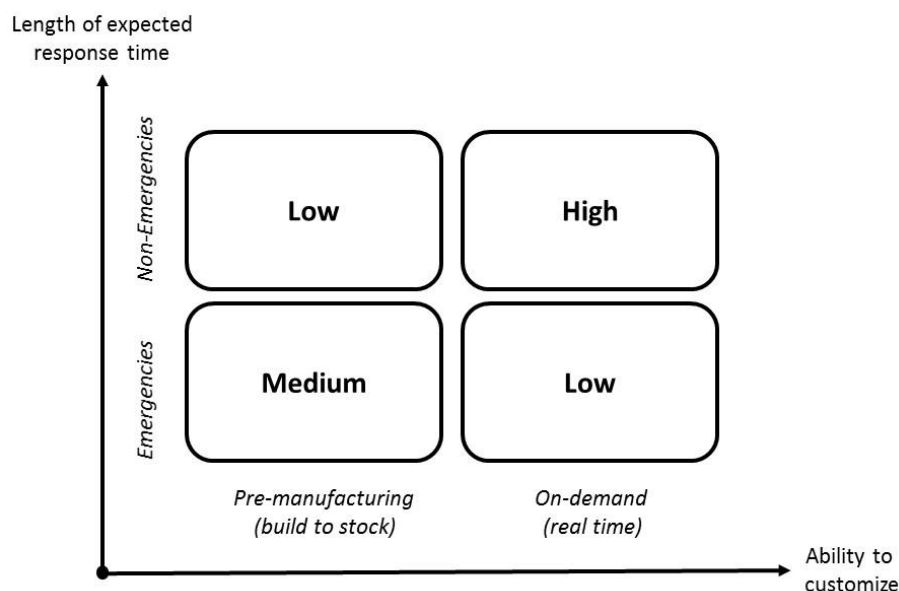 Length of expected
response time
Non-Emergencies
Low
High
Emergencies
Medium
Low
Pre-manufacturing
(build to stock)
On-demand
(real time)
Ability to
customize